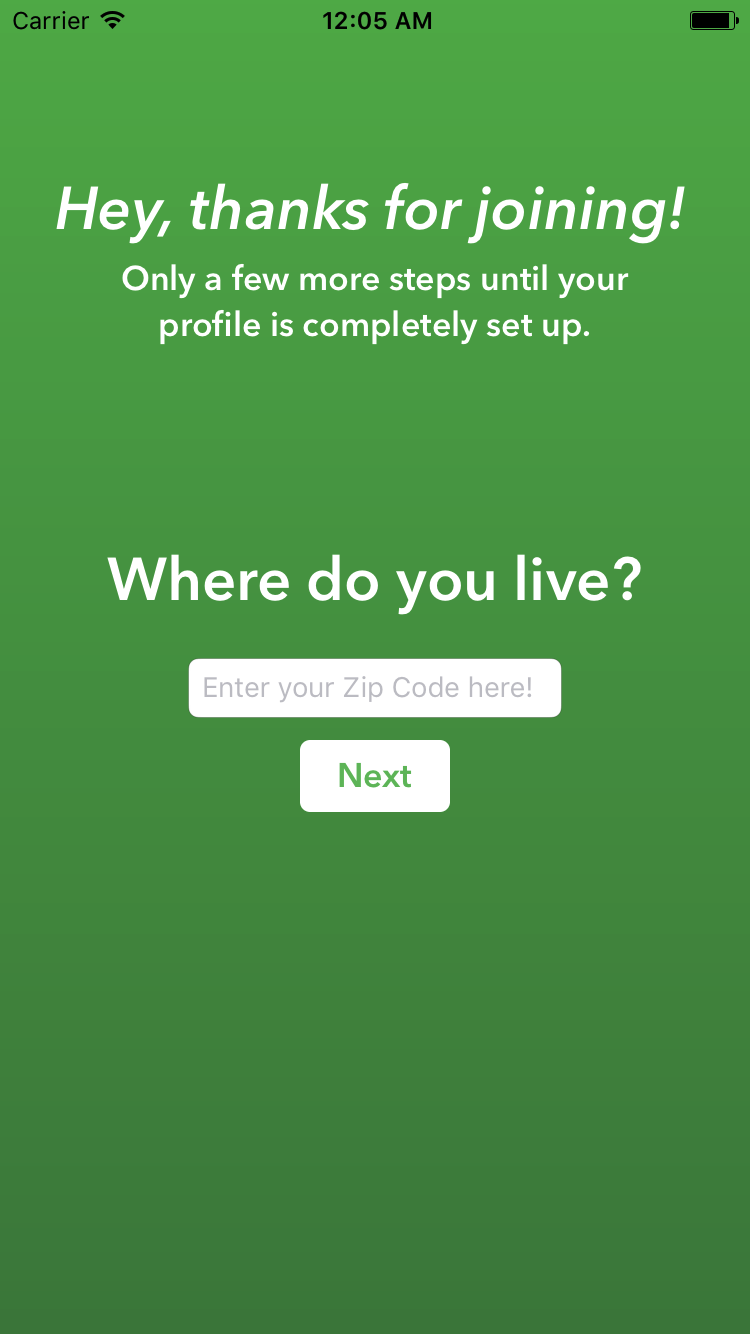 Carrier 12:05 AM
Hey, thanks for joining!
Only a few more steps until your
profile is completely set up.
Where do you live?
Enter your Zip Code here!
Next